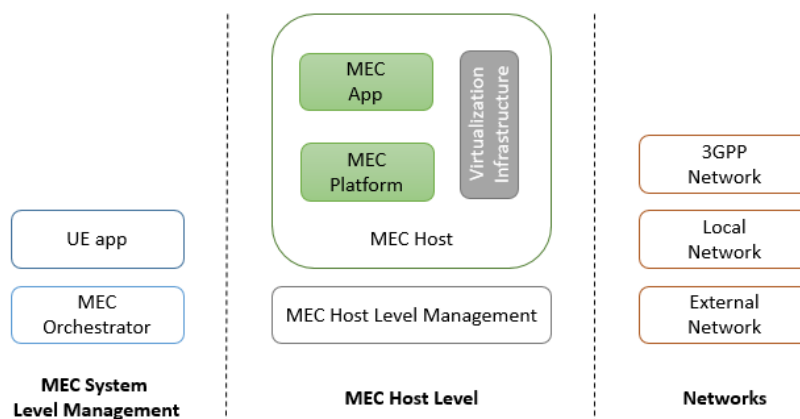 UE app
MEC
Orchestrator
MEC System
Level Management
MEC
App
MEC
Platform
Virtualization
Infrastructure
MEC Host
MEC Host Level Management
MEC Host Level
3GPP
Network
Local
Network
External
Network
Networks